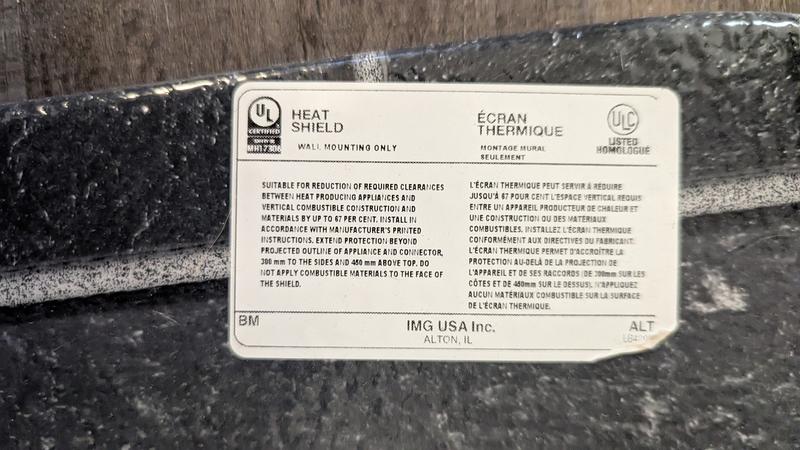 UL
CERTIFIED
MH17306
HEAT
SHIELD
WALL MOUNTING ONLY
ÉCRAN
THERMIQUE
MONTAGE MURAL
SEULEMENT
ULC
LISTED
HOMOLOGUÉ
SUITABLE FOR REDUCTION OF REQUIRED CLEARANCES
BETWEEN HEAT PRODUCING APPLIANCES AND
VERTICAL COMBUSTIBLE CONSTRUCTION AND
MATERIALS BY UP TO 67 PER CENT. INSTALL IN
ACCORDANCE WITH MANUFACTURER'S PRINTED
INSTRUCTIONS. EXTEND PROTECTION BEYOND
PROJECTED OUTLINE OF APPLIANCE AND CONNECTOR,
300 mm TO THE SIDES AND 450 mm ABOVE TOP. DO
NOT APPLY COMBUSTIBLE MATERIALS TO THE FACE OF
THE SHIELD.
L'ÉCRAN THERMIQUE PEUT SERVIR À RÉDUIRE
JUSQU'À 67 POUR CENT L'ESPACE VERTICAL REQUIS
ENTRE UN APPAREIL PRODUCTEUR DE CHALEUR ET
UNE CONSTRUCTION OU DES MATÉRIAUX
COMBUSTIBLES. INSTALLEZ L'ÉCRAN THERMIQUE
CONFORMÉMENT AUX DIRECTIVES DU FABRICANT.
L'ÉCRAN THERMIQUE PERMET D'ACCROÎTRE LA
PROTECTION AU-DELÀ DE LA PROJECTION DE
L'APPAREIL ET DE SES RACCORDS (DE 300mm SUR LES
CÔTES ET DE 450mm SUR LE DESSUS). N'APPLIQUEZ
AUCUN MATÉRIAUX COMBUSTIBLE SUR LA SURFACE
DE L'ÉCRAN THERMIQUE.
BM
IMG USA Inc.
ALTON, IL
ALT